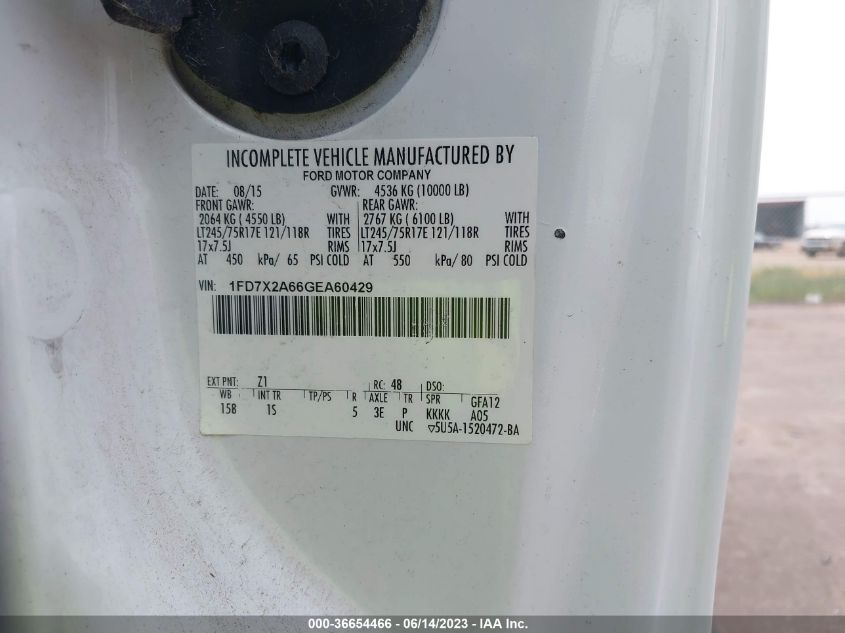 INCOMPLETE VEHICLE MANUFACTURED BY
FORD MOTOR COMPANY
DATE: 08/15 GVWR: 4536 KG (10000 LB)
FRONT GAWR: REAR GAWR:
2064 KG ( 4550 LB) WITH 2767 KG ( 6100 LB) WITH
LT245/75R17E 121/118R TIRES LT245/75R17E 121/118R TIRES
17x7.5J RIMS 17x7.5J RIMS
AT 450 kPa/ 65 PSI COLD AT 550 kPa/ 80 PSI COLD
VIN: 1FD7X2A66GEA60429
EXT PNT: Z1 RC: 48 DSO:
WB INT TR TP/PS R AXLE TR SPR GFA12
158 1S 5 3E P KKKK A05
UNC ▽5U5A-1520472-BA
000-36654466 - 06/14/2023 - IAA Inc.